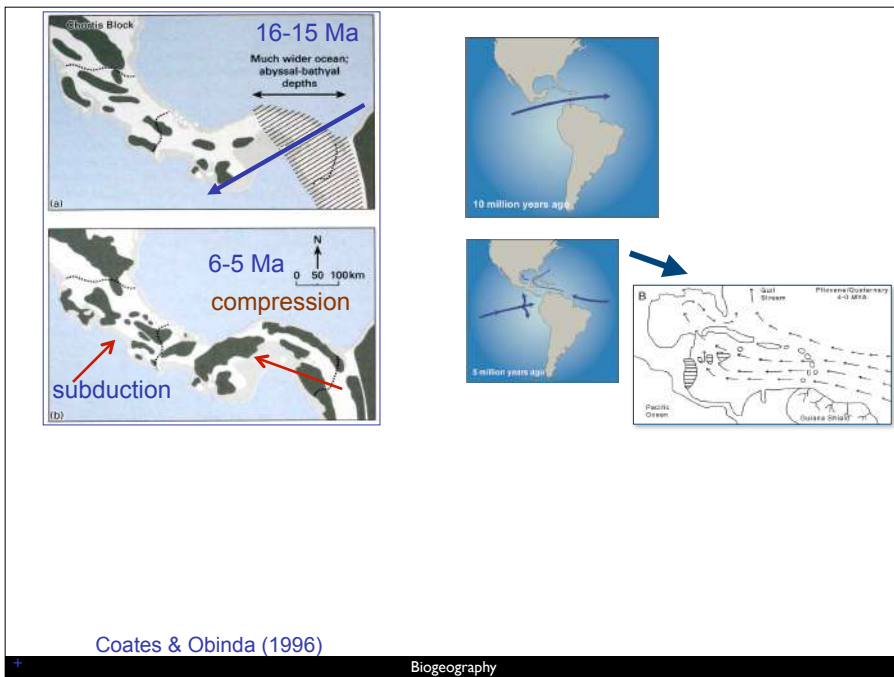 Chortis Block
16-15 Ma
Much wider ocean;
abyssal-bathyal
depths
(a)
6-5 Ma
N
0 50 100km
compression
subduction
(b)
10 million years ago
5 million years ago
B
Gulf
Stream
Pliocene/Quaternary
4-0 MYA
Pacific
Ocean
Guiana Shield
Coates & Obinda (1996)
+
Biogeography